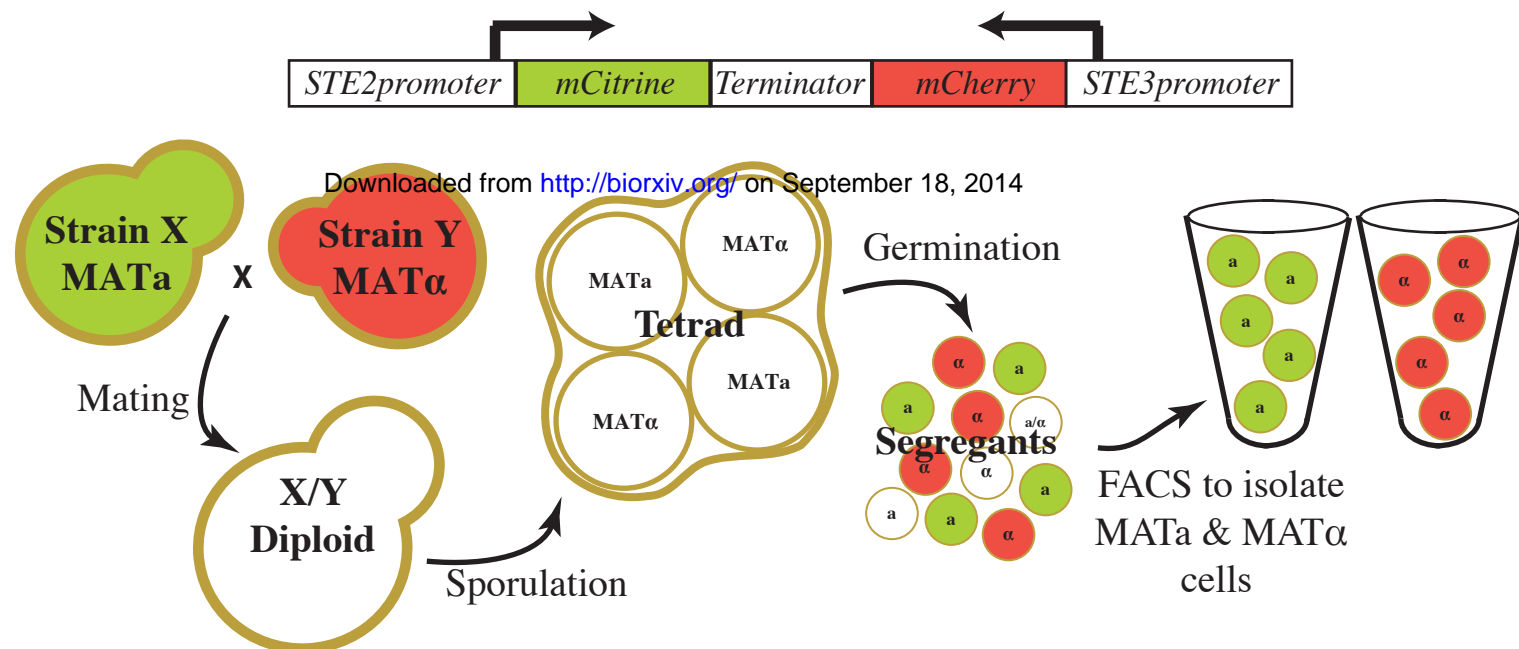 STE2promoter mCitrine Terminator mCherry STE3promoter
Downloaded from http://biorxiv.org/ on September 18, 2014
Strain X
MATa
x
Strain Y
MATα
Mating
X/Y
Diploid
Sporulation
MATa
MATα
Tetrad
MATα
MATa
Germination
α
a
a
α
a/α
Segregants
α
α
a
a
a
α
FACS to isolate
MATa & MATα
cells
a
a
a
a
a
α
α
α
α
α